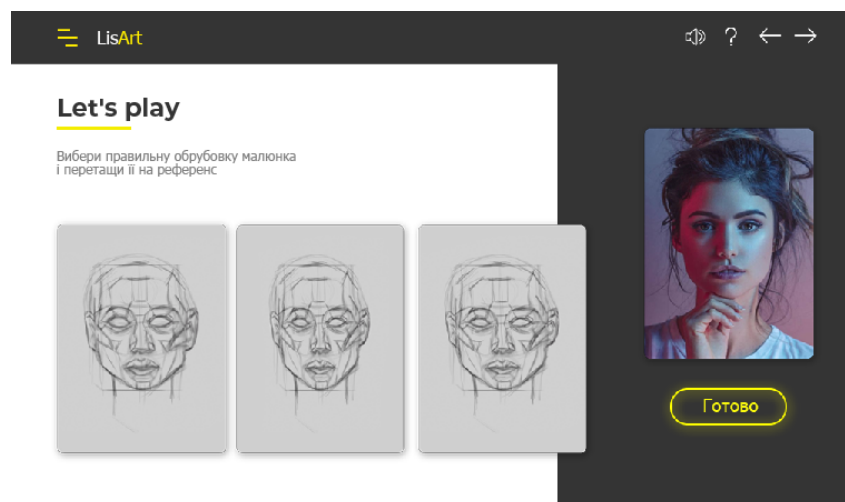 LisArt
Let's play
Вибери правильну обрубовку малюнка
і перетащи її на референс
Готово